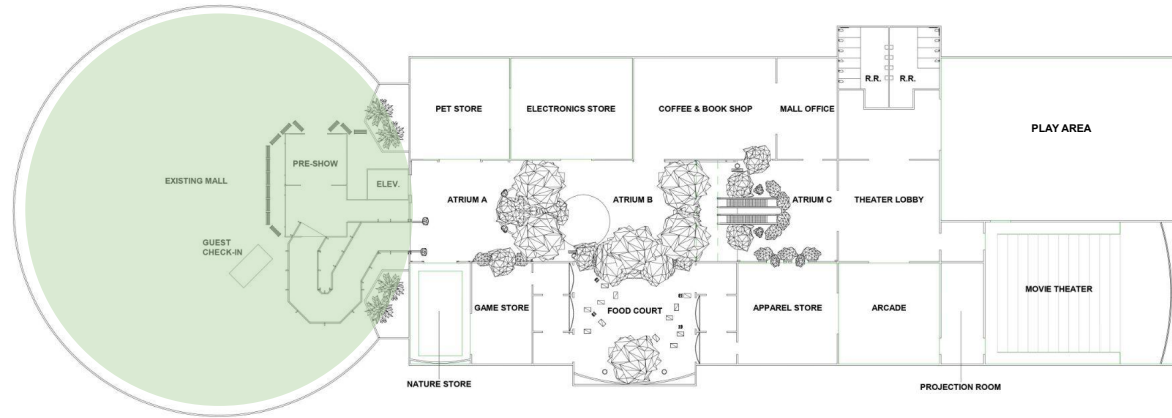 R.R.
R.R.
PET STORE
ELECTRONICS STORE
COFFEE & BOOK SHOP
MALL OFFICE
PLAY AREA
PRE-SHOW
EXISTING MALL
ELEV.
ATRIUM A
ATRIUM B
ATRIUM C
THEATER LOBBY
GUEST
CHECK-IN
GAME STORE
FOOD COURT
APPAREL STORE
ARCADE
MOVIE THEATER
NATURE STORE
PROJECTION ROOM